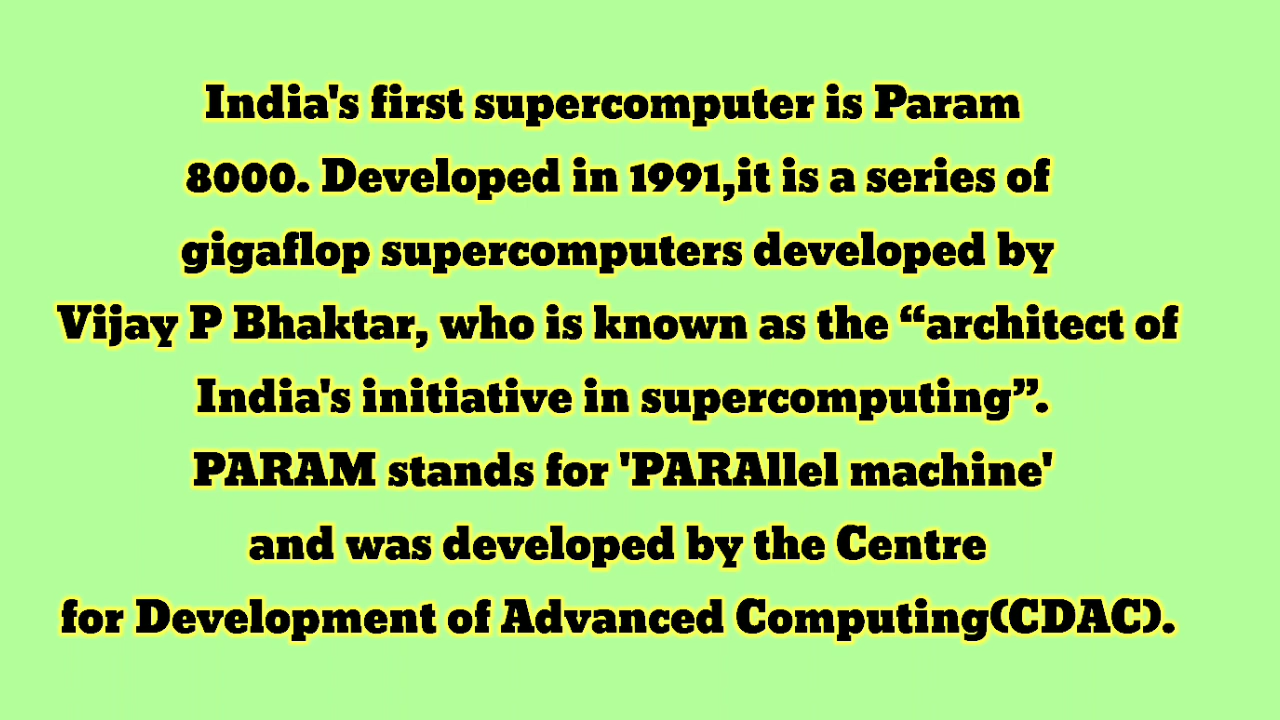 India's first supercomputer is Param
8000. Developed in 1991,it is a series of
gigaflop supercomputers developed by
Vijay P Bhaktar, who is known as the “architect of
India's initiative in supercomputing”.
PARAM stands for 'PARAllel machine'
and was developed by the Centre
for Development of Advanced Computing(CDAC).